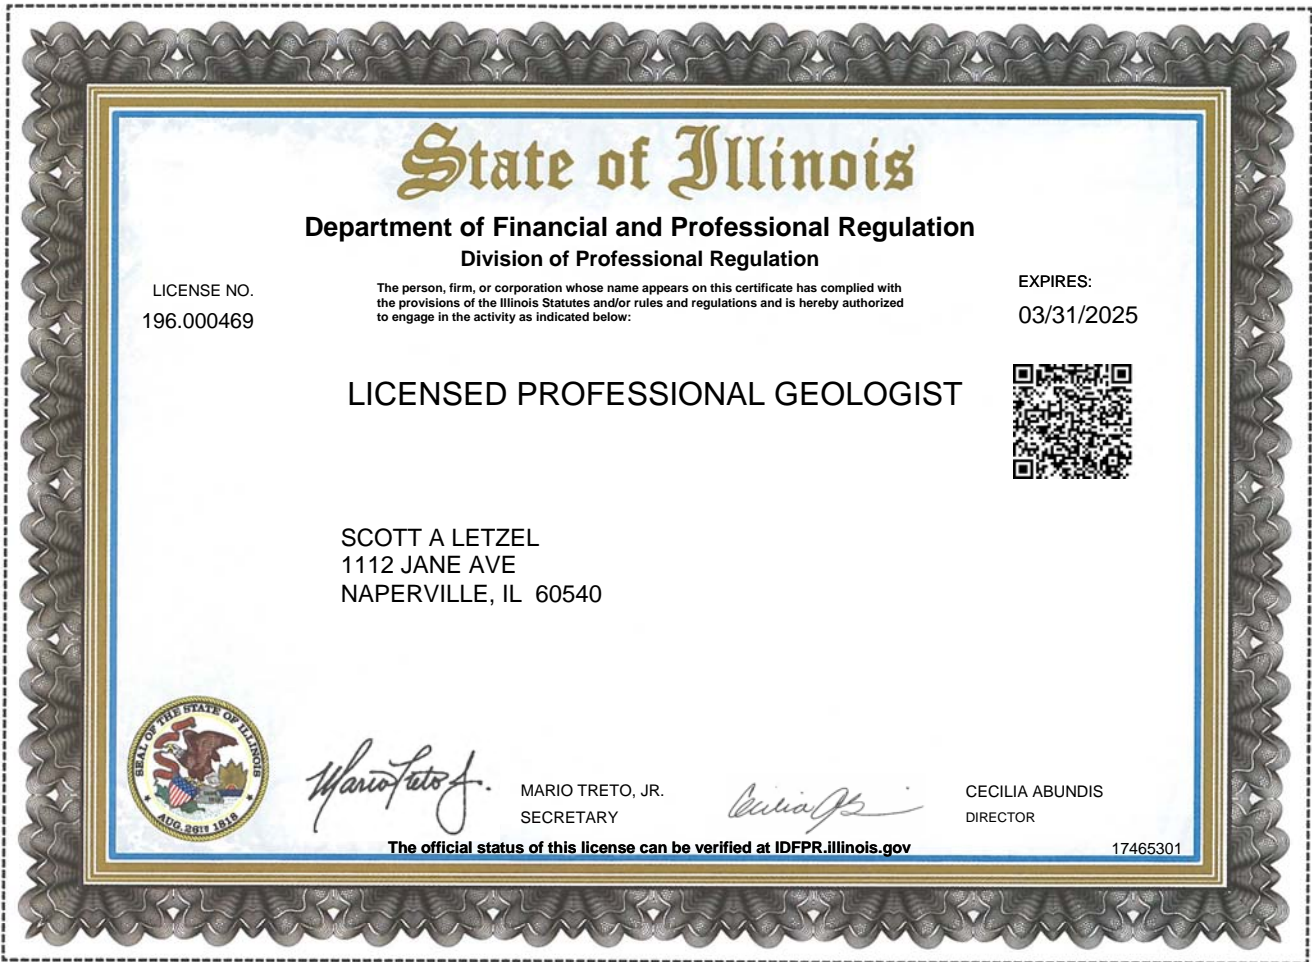 State of Illinois
Department of Financial and Professional Regulation
Division of Professional Regulation
LICENSE NO.
196.000469
The person, firm, or corporation whose name appears on this certificate has complied with
the provisions of the Illinois Statutes and/or rules and regulations and is hereby authorized
to engage in the activity as indicated below:
EXPIRES:
03/31/2025
LICENSED PROFESSIONAL GEOLOGIST
SCOTT A LETZEL
1112 JANE AVE
NAPERVILLE, IL  60540
SEAL OF THE STATE OF ILLINOIS
AUG. 26TH 1818
Mario Treto Jr.
MARIO TRETO, JR.
SECRETARY
Cecilia
CECILIA ABUNDIS
DIRECTOR
The official status of this license can be verified at IDFPR.illinois.gov
17465301